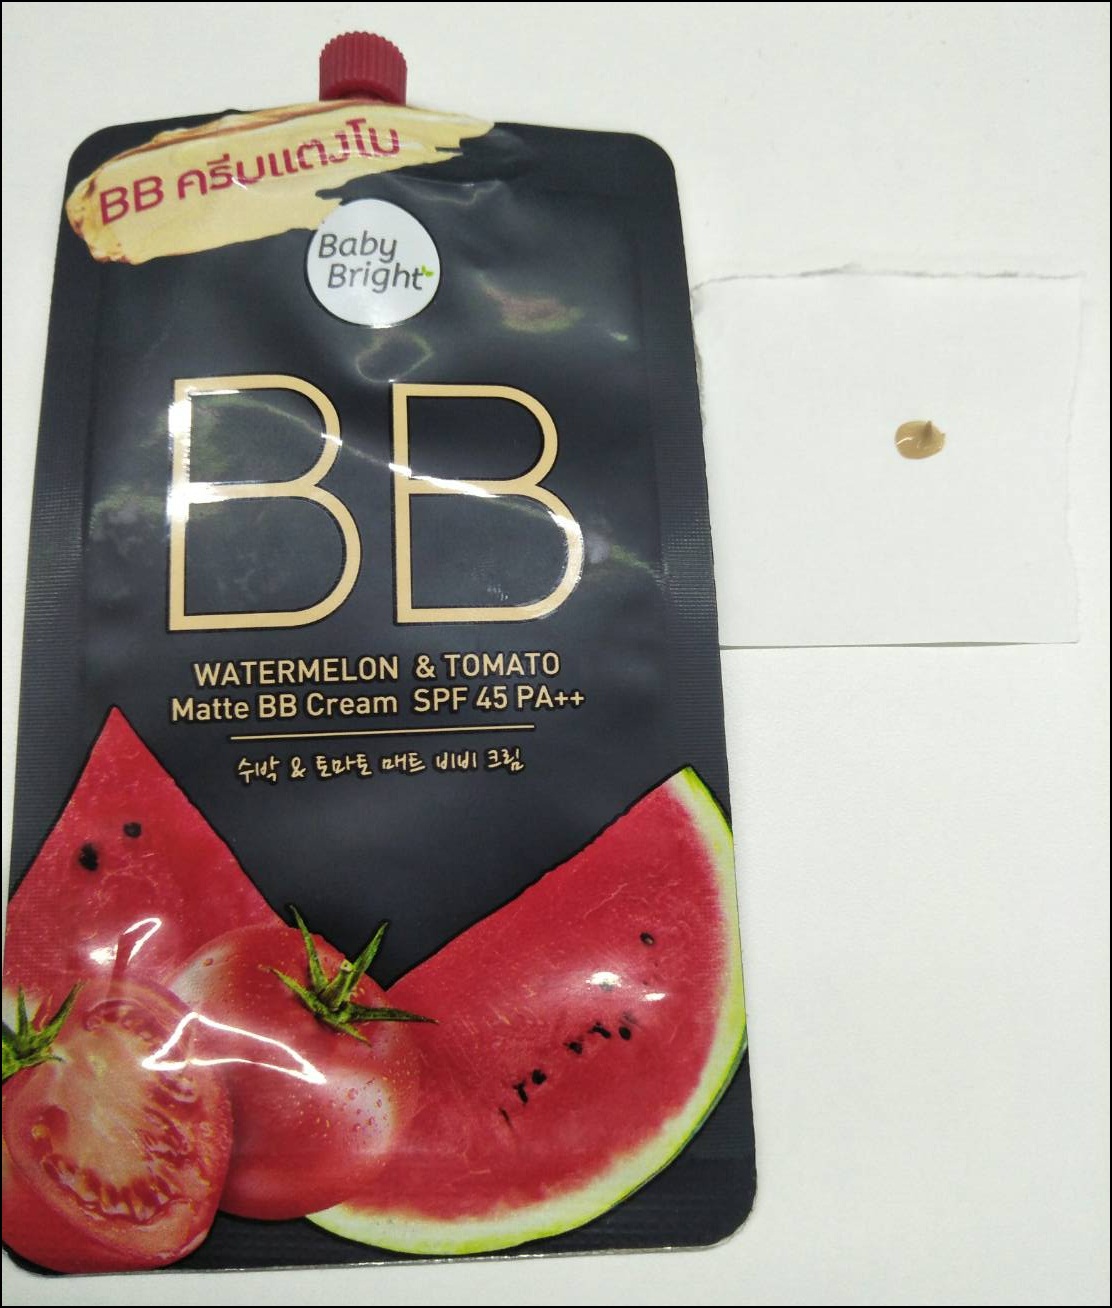 BB ครีมแตงโม
Baby
Bright
BB
WATERMELON & TOMATO
Matte BB Cream SPF 45 PA++
수박 & 토마토 매트 비비 크림